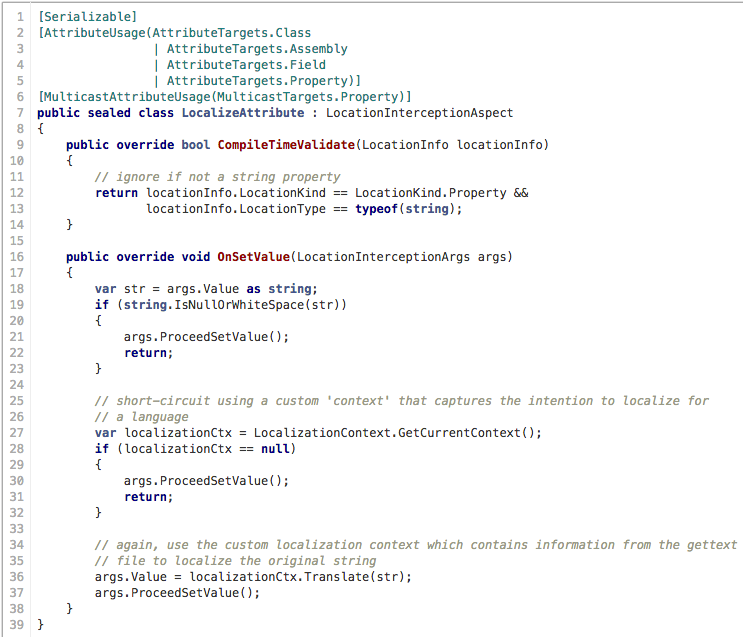 1 [Serializable]
2 [AttributeUsage(AttributeTargets.Class
3 | AttributeTargets.Assembly
4 | AttributeTargets.Field
5 | AttributeTargets.Property)]
6 [MulticastAttributeUsage(MulticastTargets.Property)]
7 public sealed class LocalizeAttribute : LocationInterceptionAspect
8 {
9 public override bool CompileTimeValidate(LocationInfo locationInfo)
10 {
11 // ignore if not a string property
12 return locationInfo.LocationKind == LocationKind.Property &&
13 locationInfo.LocationType == typeof(string);
14 }
15
16 public override void OnSetValue(LocationInterceptionArgs args)
17 {
18 var str = args.Value as string;
19 if (string.IsNullOrWhiteSpace(str))
20 {
21 args.ProceedSetValue();
22 return;
23 }
24
25 // short-circuit using a custom 'context' that captures the intention to localize for
26 // a language
27 var localizationCtx = LocalizationContext.GetCurrentContext();
28 if (localizationCtx == null)
29 {
30 args.ProceedSetValue();
31 return;
32 }
33
34 // again, use the custom localization context which contains information from the gettext
35 // file to localize the original string
36 args.Value = localizationCtx.Translate(str);
37 args.ProceedSetValue();
38 }
39 }